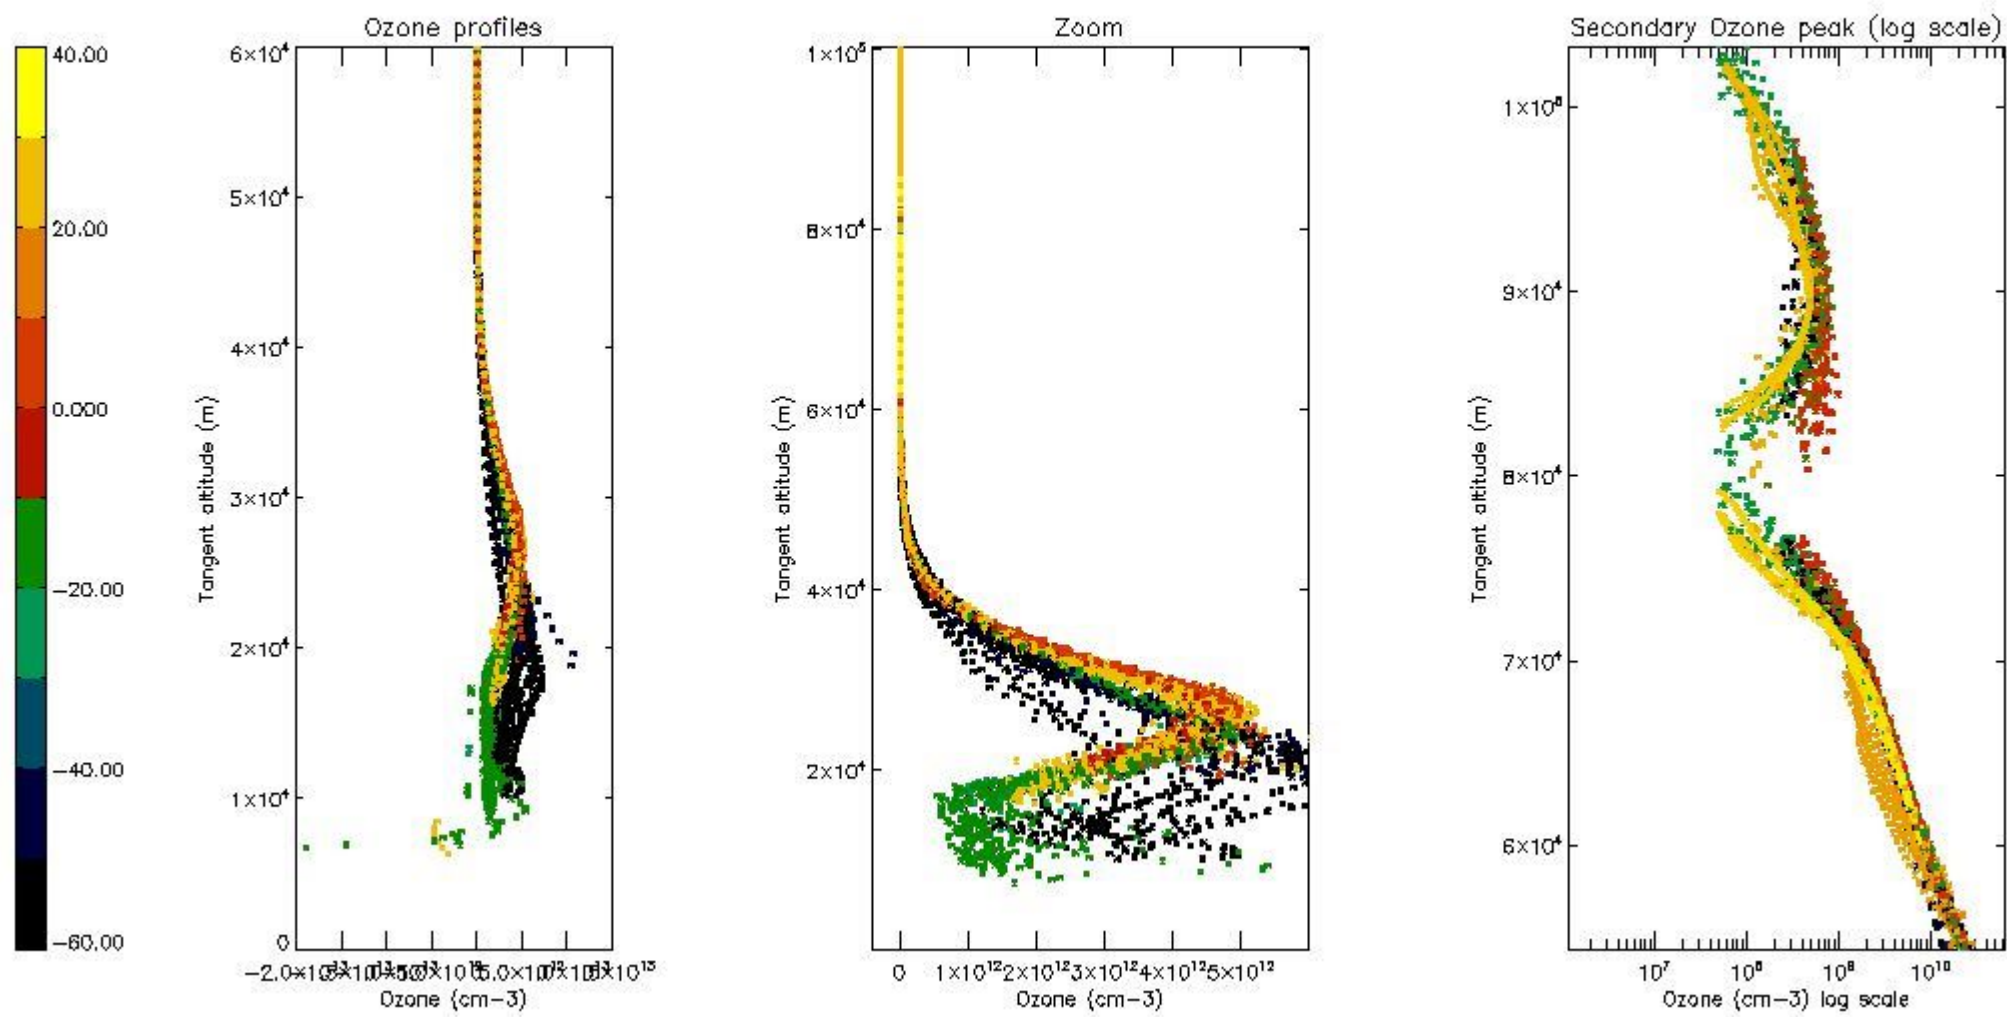 Ozone profiles
Zoom
Secondary Ozone peak (log scale)
40.00
20.00
0.000
−20.00
−40.00
−60.00
Tangent altitude (m)
6×10⁴
5×10⁴
4×10⁴
3×10⁴
2×10⁴
1×10⁴
0
Ozone (cm−3)
Tangent altitude (m)
1×10⁵
8×10⁴
6×10⁴
4×10⁴
2×10⁴
0 1×10¹² 2×10¹² 3×10¹² 4×10¹² 5×10¹²
Ozone (cm−3)
Tangent altitude (m)
1×10⁵
9×10⁴
8×10⁴
7×10⁴
6×10⁴
10⁷ 10⁸ 10⁹ 10¹⁰
Ozone (cm−3) log scale